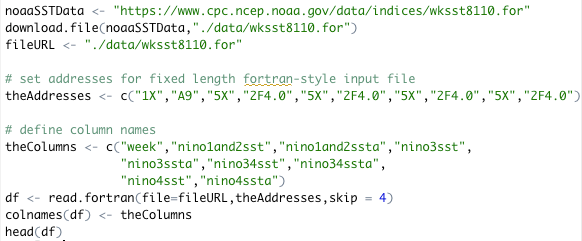 noaaSSTData <- "https://www.cpc.ncep.noaa.gov/data/indices/wksst8110.for"
download.file(noaaSSTData,"./data/wksst8110.for")
fileURL <- "./data/wksst8110.for"
# set addresses for fixed length fortran-style input file
theAddresses <- c("1X","A9","5X","2F4.0","5X","2F4.0","5X","2F4.0","5X","2F4.0")
# define column names
theColumns <- c("week","nino1and2sst","nino1and2ssta","nino3sst",
"nino3ssta","nino34sst","nino34ssta",
"nino4sst","nino4ssta")
df <- read.fortran(file=fileURL,theAddresses,skip = 4)
colnames(df) <- theColumns
head(df)